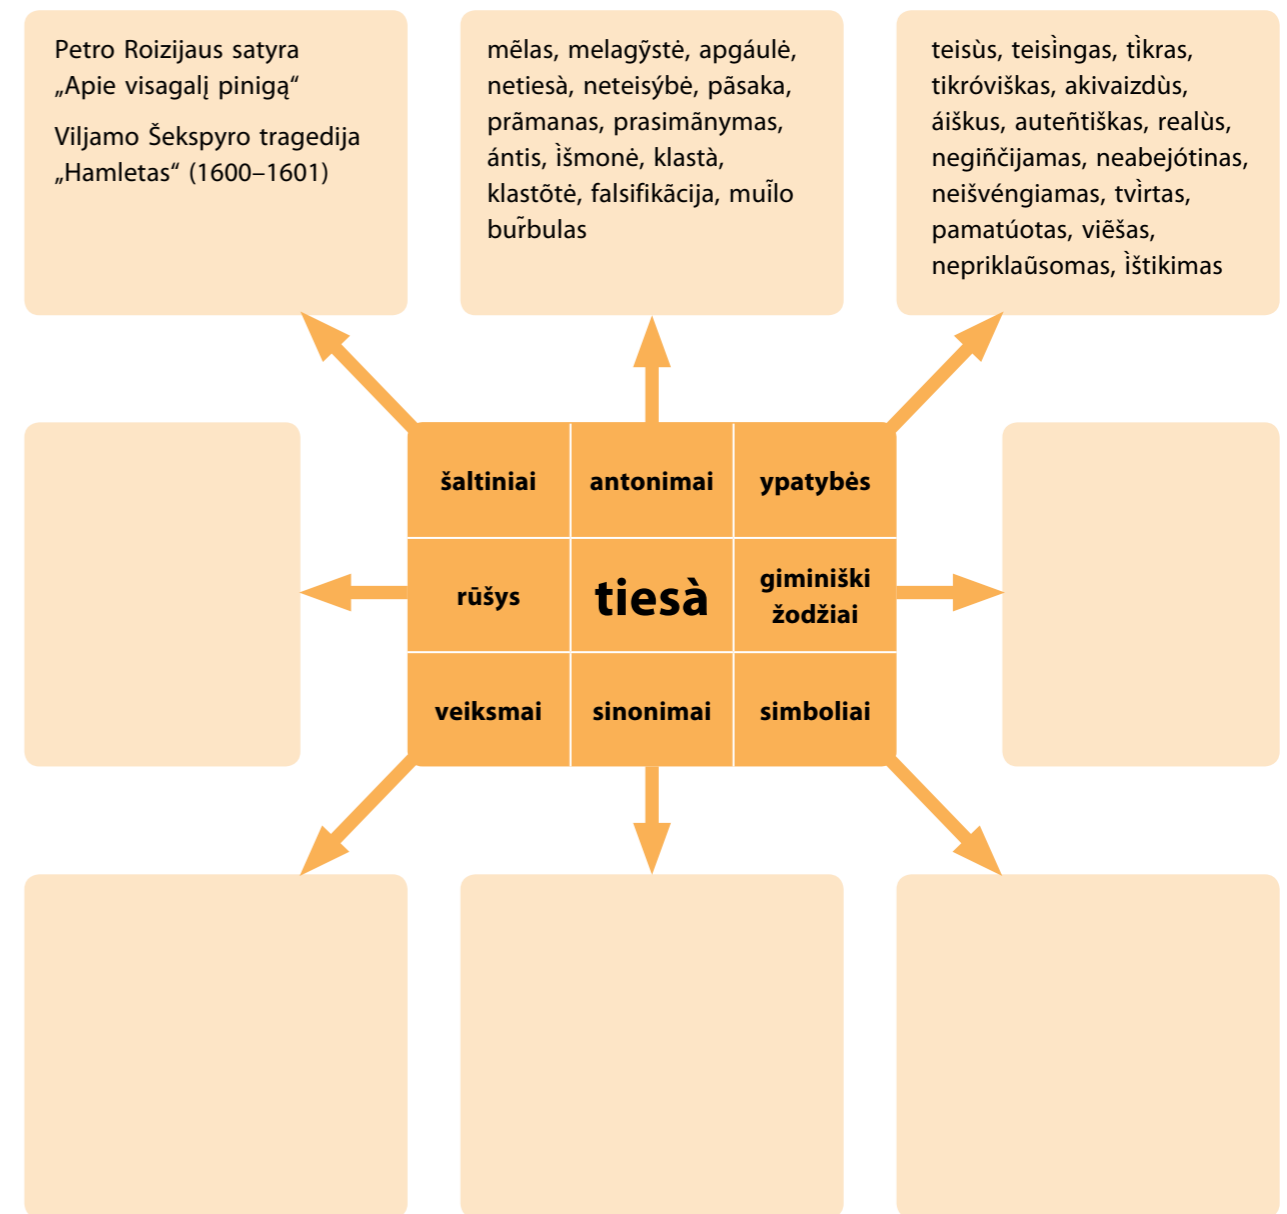 Petro Roizijaus satyra
„Apie visagalį pinigą“
Viljamo Šekspyro tragedija
„Hamletas“ (1600–1601)
mẽlas, melagỹstė, apgáulė,
netiesà, neteisýbė, pãsaka,
prãmanas, prasimãnymas,
ántis, ìšmonė, klastà,
klastõtė, falsifikãcija, muĩlo
bur̃bulas
teisùs, teisìngas, tìkras,
tikróviškas, akivaizdùs,
áiškus, auteñtiškas, realùs,
negiñčijamas, neabejótinas,
neišvéngiamas, tvìrtas,
pamatúotas, viẽšas,
nepriklaũsomas, ìštikimas
šaltiniai
antonimai
ypatybės
rūšys
tiesà
giminiški
žodžiai
veiksmai
sinonimai
simboliai